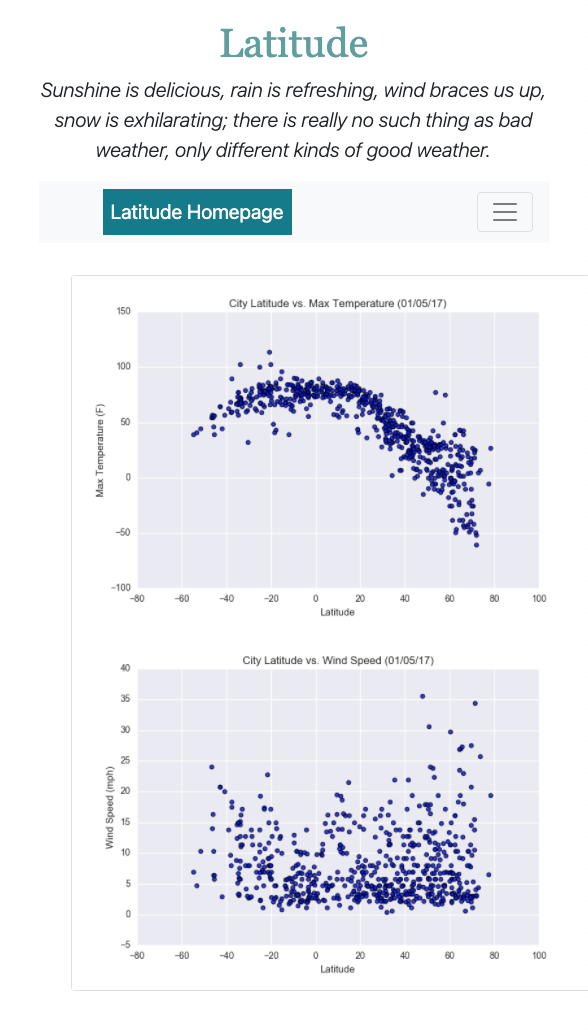 Latitude
Sunshine is delicious, rain is refreshing, wind braces us up,
snow is exhilarating; there is really no such thing as bad
weather, only different kinds of good weather.
Latitude Homepage
City Latitude vs. Max Temperature (01/05/17)
150
100
50
0
−50
−100
Max Temperature (F)
−80 −60 −40 −20 0 20 40 60 80 100
Latitude
City Latitude vs. Wind Speed (01/05/17)
40
35
30
25
20
15
10
5
0
−5
Wind Speed (mph)
−80 −60 −40 −20 0 20 40 60 80 100
Latitude